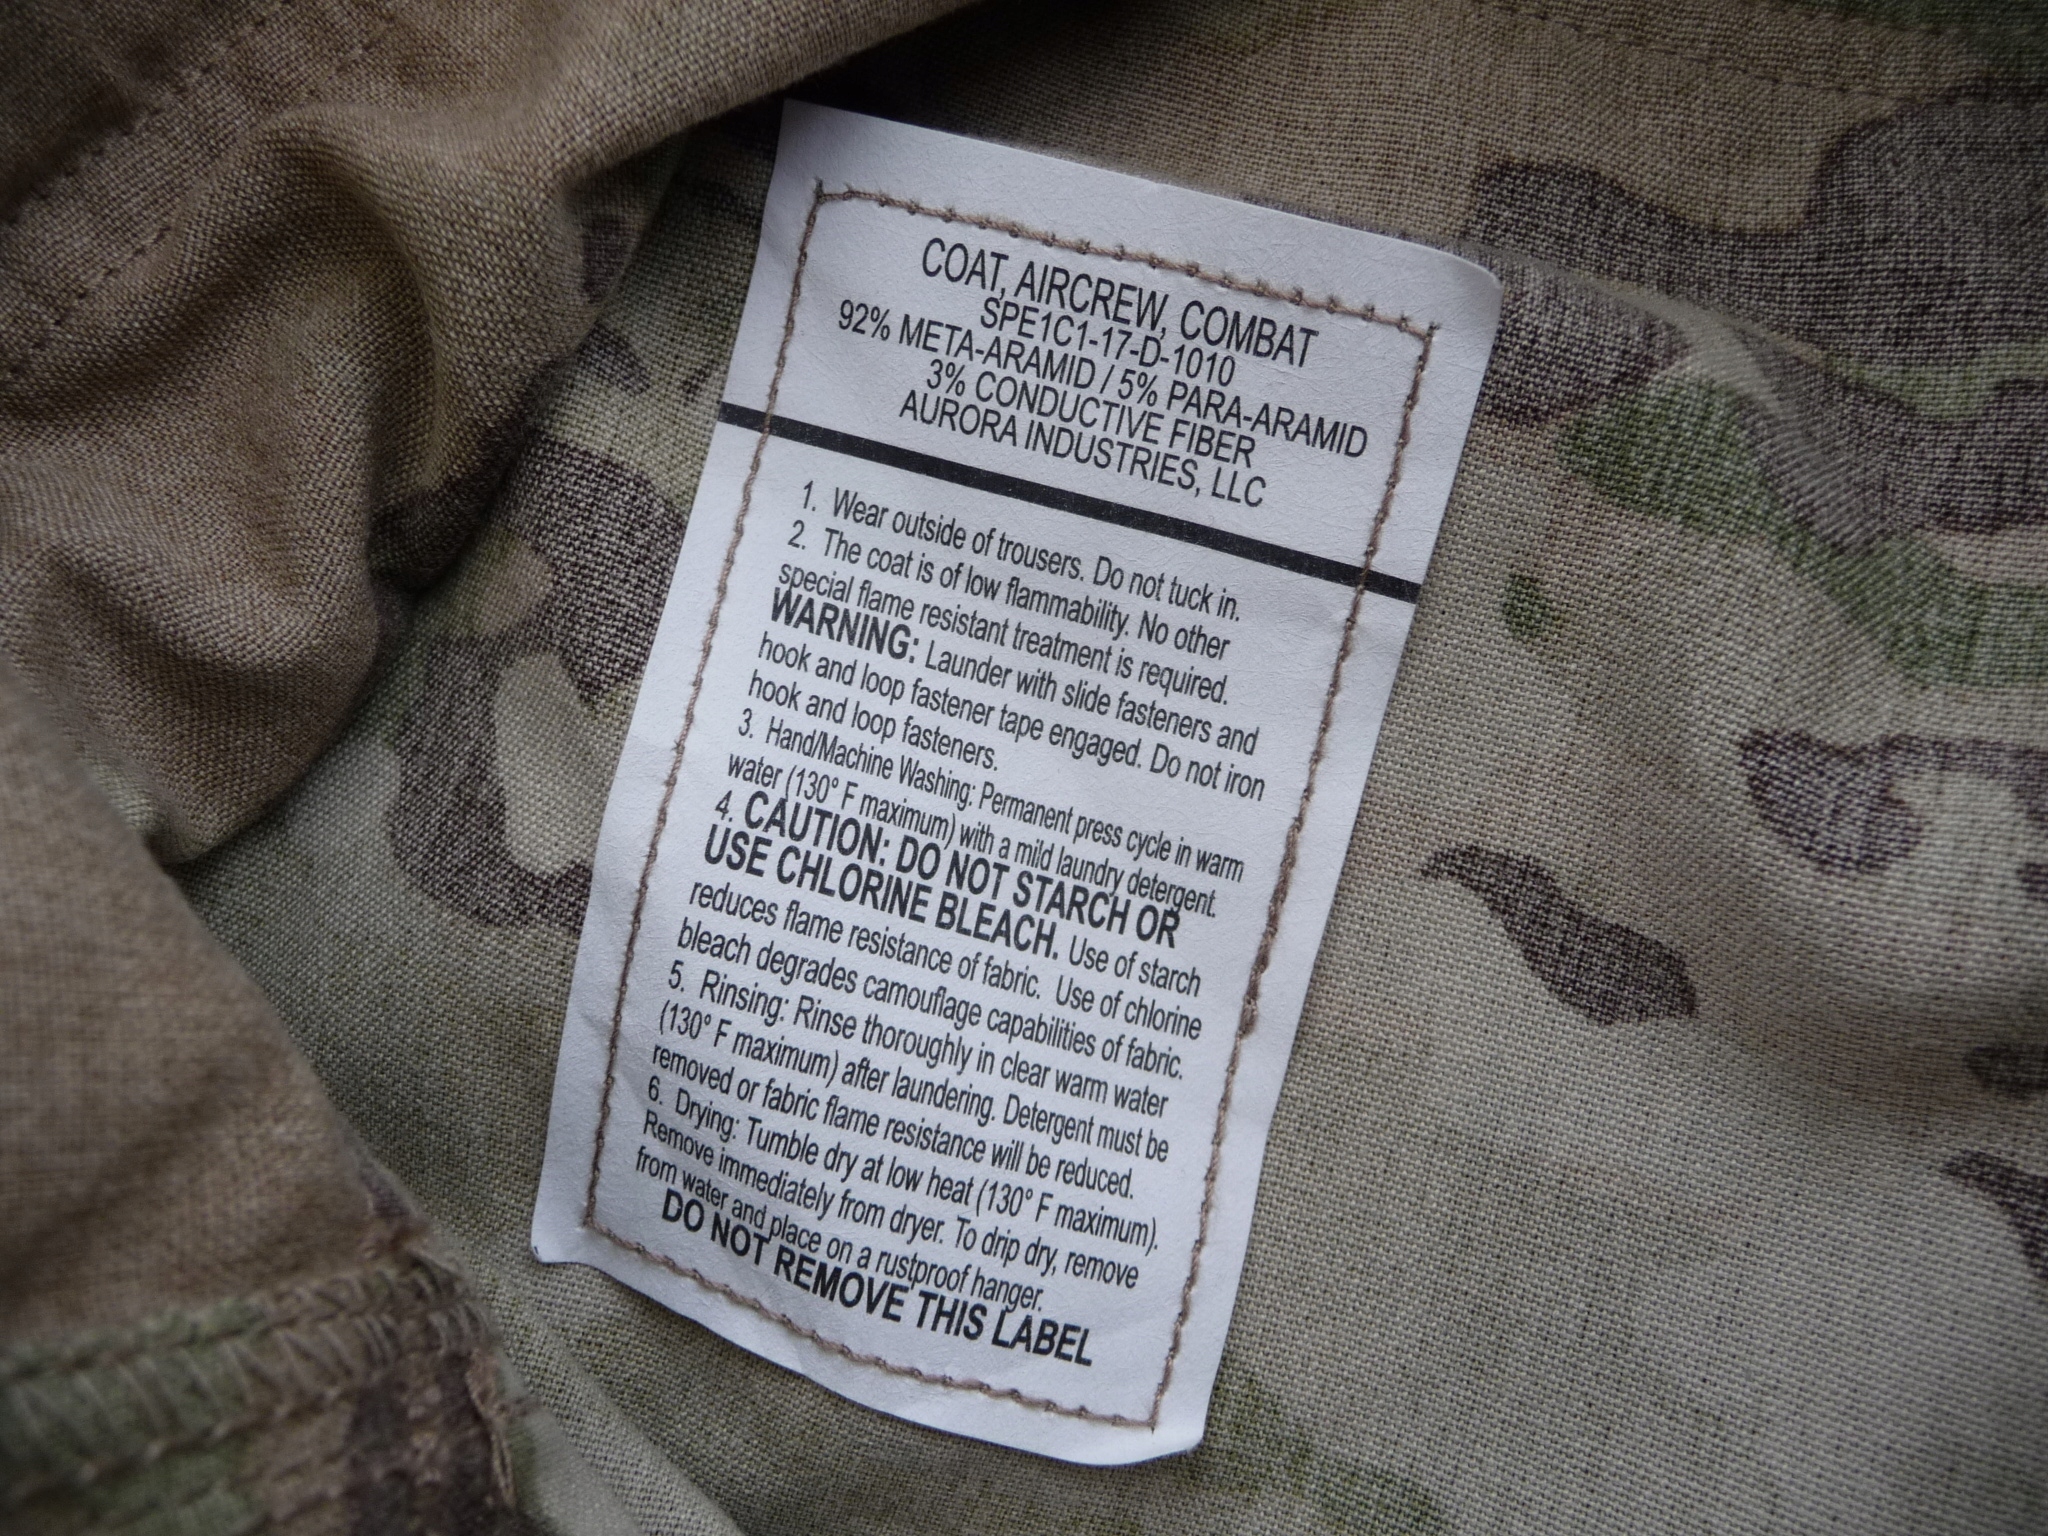 COAT, AIRCREW, COMBAT
SPE1C1-17-D-1010
92% META-ARAMID / 5% PARA-ARAMID
3% CONDUCTIVE FIBER
AURORA INDUSTRIES, LLC
1. Wear outside of trousers. Do not tuck in.
2. The coat is of low flammability. No other
special flame resistant treatment is required.
WARNING: Launder with slide fasteners and
hook and loop fastener tape engaged. Do not iron
hook and loop fasteners.
3. Hand/Machine Washing: Permanent press cycle in warm
water (130° F maximum) with a mild laundry detergent.
4. CAUTION: DO NOT STARCH OR
USE CHLORINE BLEACH. Use of starch
reduces flame resistance of fabric. Use of chlorine
bleach degrades camouflage capabilities of fabric.
5. Rinsing: Rinse thoroughly in clear warm water
(130° F maximum) after laundering. Detergent must be
removed or fabric flame resistance will be reduced.
6. Drying: Tumble dry at low heat (130° F maximum).
Remove immediately from dryer. To drip dry, remove
from water and place on a rustproof hanger.
DO NOT REMOVE THIS LABEL